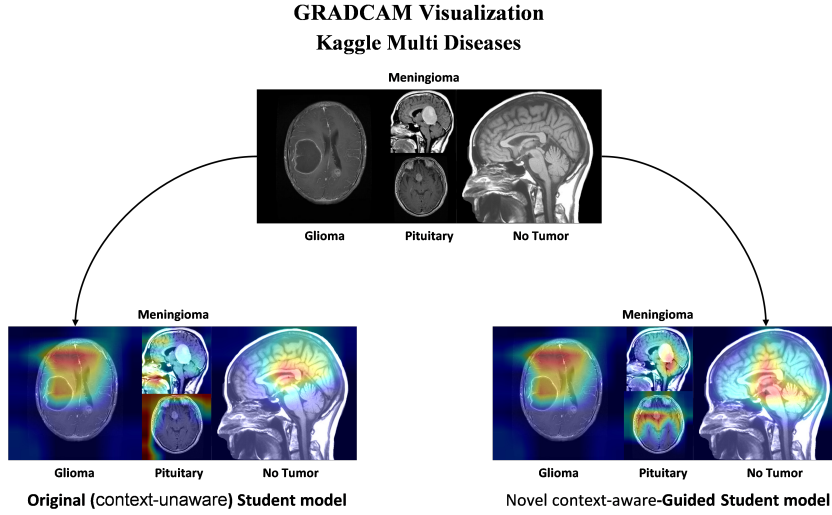 GRADCAM Visualization
Kaggle Multi Diseases
Meningioma
Glioma Pituitary No Tumor
Meningioma
Glioma Pituitary No Tumor
Original (context-unaware) Student model
Meningioma
Glioma Pituitary No Tumor
Novel context-aware-Guided Student model